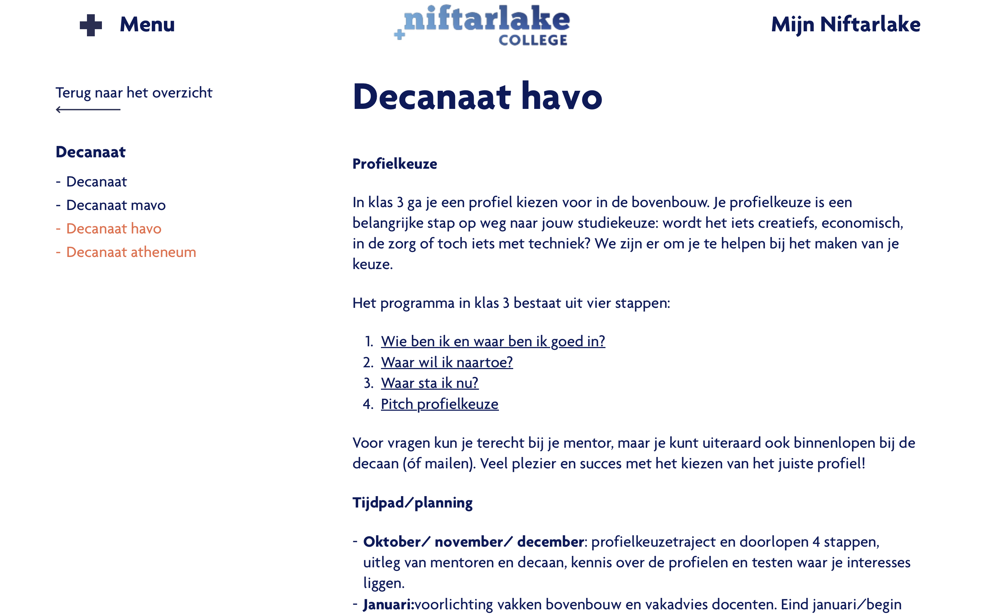 Menu
niftarlake
COLLEGE
Mijn Niftarlake
Terug naar het overzicht
Decanaat
- Decanaat
- Decanaat mavo
- Decanaat havo
- Decanaat atheneum
Decanaat havo
Profielkeuze
In klas 3 ga je een profiel kiezen voor in de bovenbouw. Je profielkeuze is een
belangrijke stap op weg naar jouw studiekeuze: wordt het iets creatiefs, economisch,
in de zorg of toch iets met techniek? We zijn er om je te helpen bij het maken van je
keuze.
Het programma in klas 3 bestaat uit vier stappen:
1. Wie ben ik en waar ben ik goed in?
2. Waar wil ik naartoe?
3. Waar sta ik nu?
4. Pitch profielkeuze
Voor vragen kun je terecht bij je mentor, maar je kunt uiteraard ook binnenlopen bij de
decaan (óf mailen). Veel plezier en succes met het kiezen van het juiste profiel!
Tijdpad/planning
- Oktober/ november/ december: profielkeuzetraject en doorlopen 4 stappen,
uitleg van mentoren en decaan, kennis over de profielen en testen waar je interesses
liggen.
- Januari:voorlichting vakken bovenbouw en vakadvies docenten. Eind januari/begin